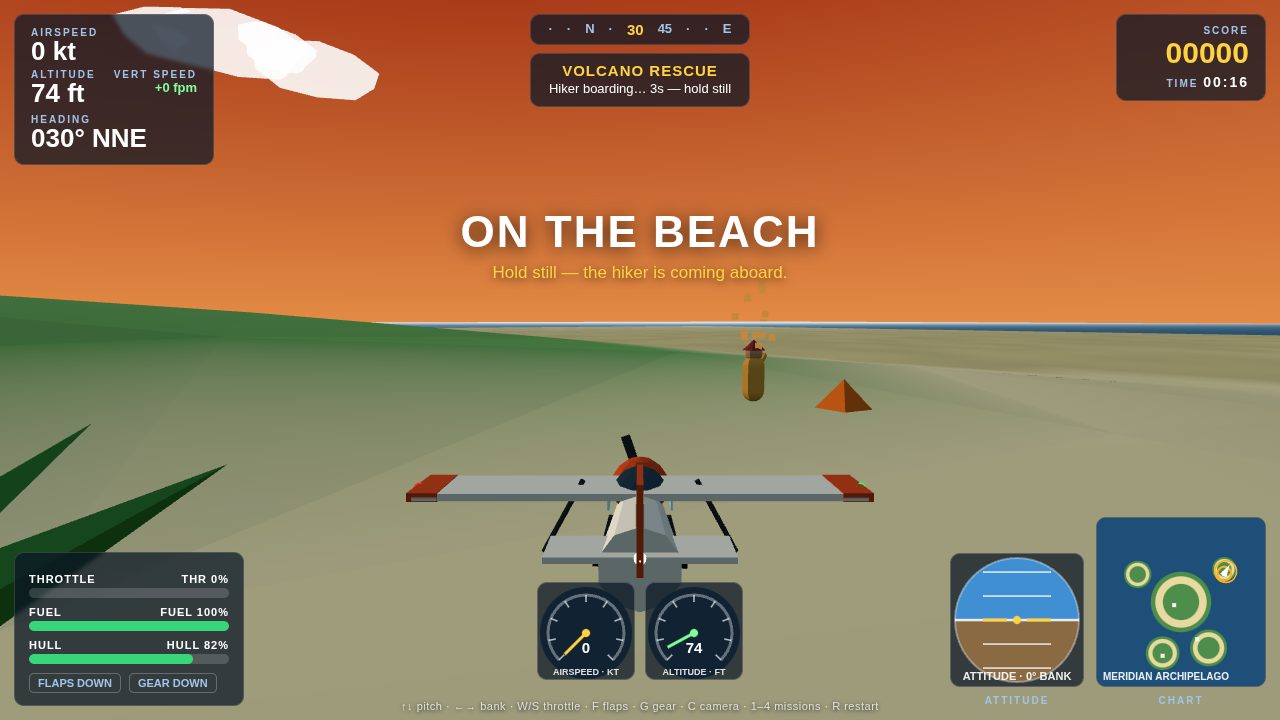 AIRSPEED
0 kt
ALTITUDE VERT SPEED
74 ft +0 fpm
HEADING
030° NNE
· · N · 30 45 · · E
VOLCANO RESCUE
Hiker boarding… 3s — hold still
SCORE
00000
TIME 00:16
ON THE BEACH
Hold still — the hiker is coming aboard.
THROTTLE THR 0%
FUEL FUEL 100%
HULL HULL 82%
FLAPS DOWN GEAR DOWN
0
AIRSPEED · KT
74
ALTITUDE · FT
ATTITUDE · 0° BANK
ATTITUDE
MERIDIAN ARCHIPELAGO
CHART
↑↓ pitch · ←→ bank · W/S throttle · F flaps · G gear · C camera · 1–4 missions · R restart